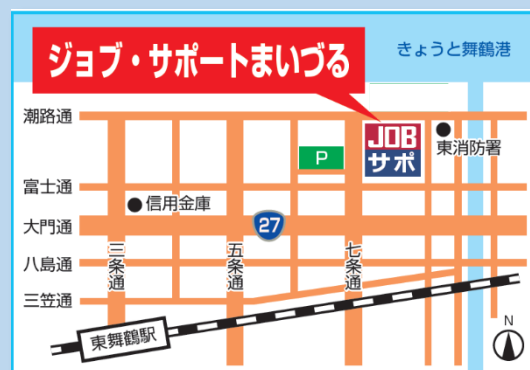 ジョブ・サポートまいづる
きょうと舞鶴港
潮路通
JOB
サポ
東消防署
P
富士通
信用金庫
大門通
27
八島通
三条通
五条通
七条通
三笠通
東舞鶴駅
N